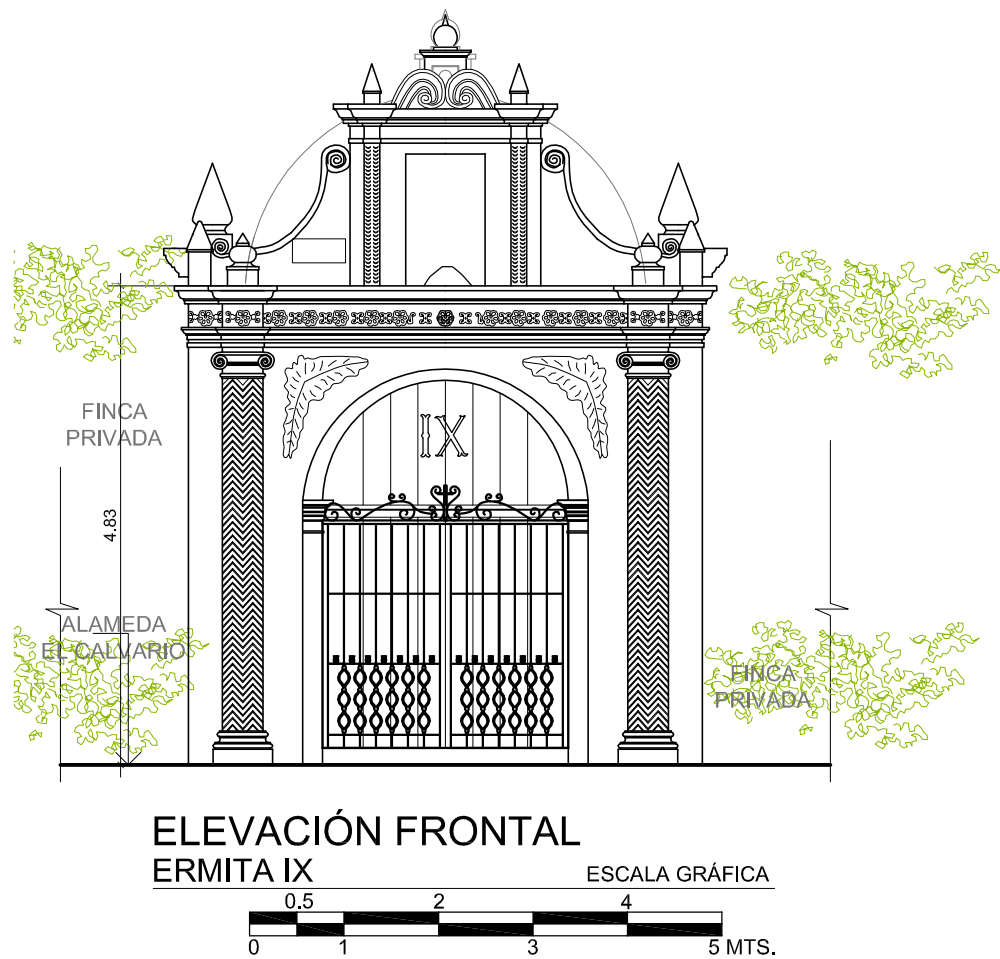 IX
FINCA
PRIVADA
4.83
ALAMEDA
EL CALVARIO
FINCA
PRIVADA
ELEVACIÓN FRONTAL
ERMITA IX
ESCALA GRÁFICA
0.5 2 4
0 1 3 5 MTS.